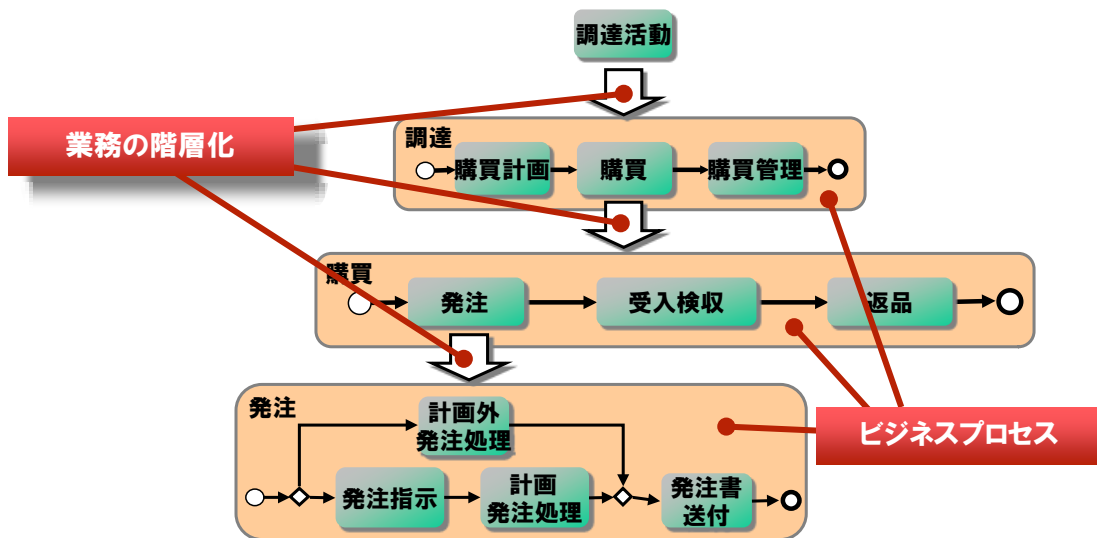 調達活動
業務の階層化
調達
購買計画
購買
購買管理
購買
発注
受入検収
返品
発注
計画外
発注処理
ビジネスプロセス
発注指示
計画
発注処理
発注書
送付